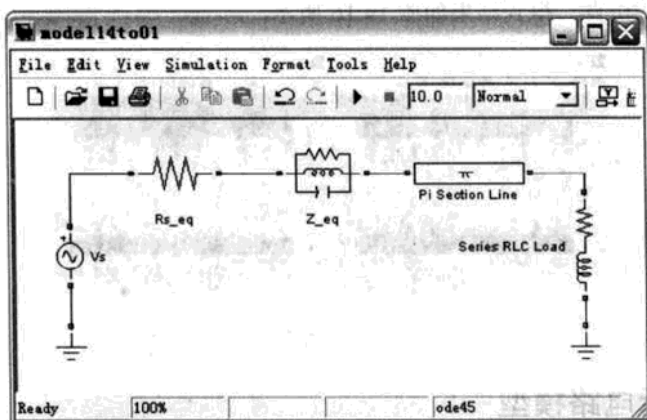 model14to01
File Edit View Simulation Format Tools Help
10.0 Normal
π
Pi Section Line
Rs_eq
Z_eq
Series RLC Load
+
Vs
Ready 100% ode45